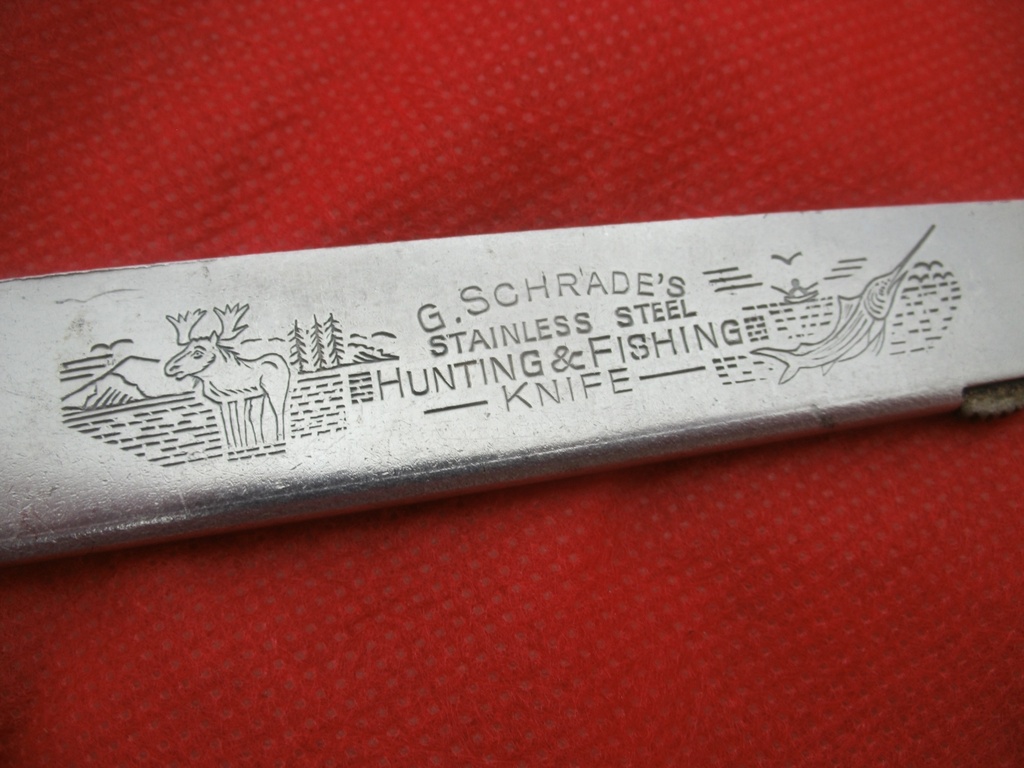 G. SCHRADE'S
STAINLESS STEEL
HUNTING & FISHING
KNIFE